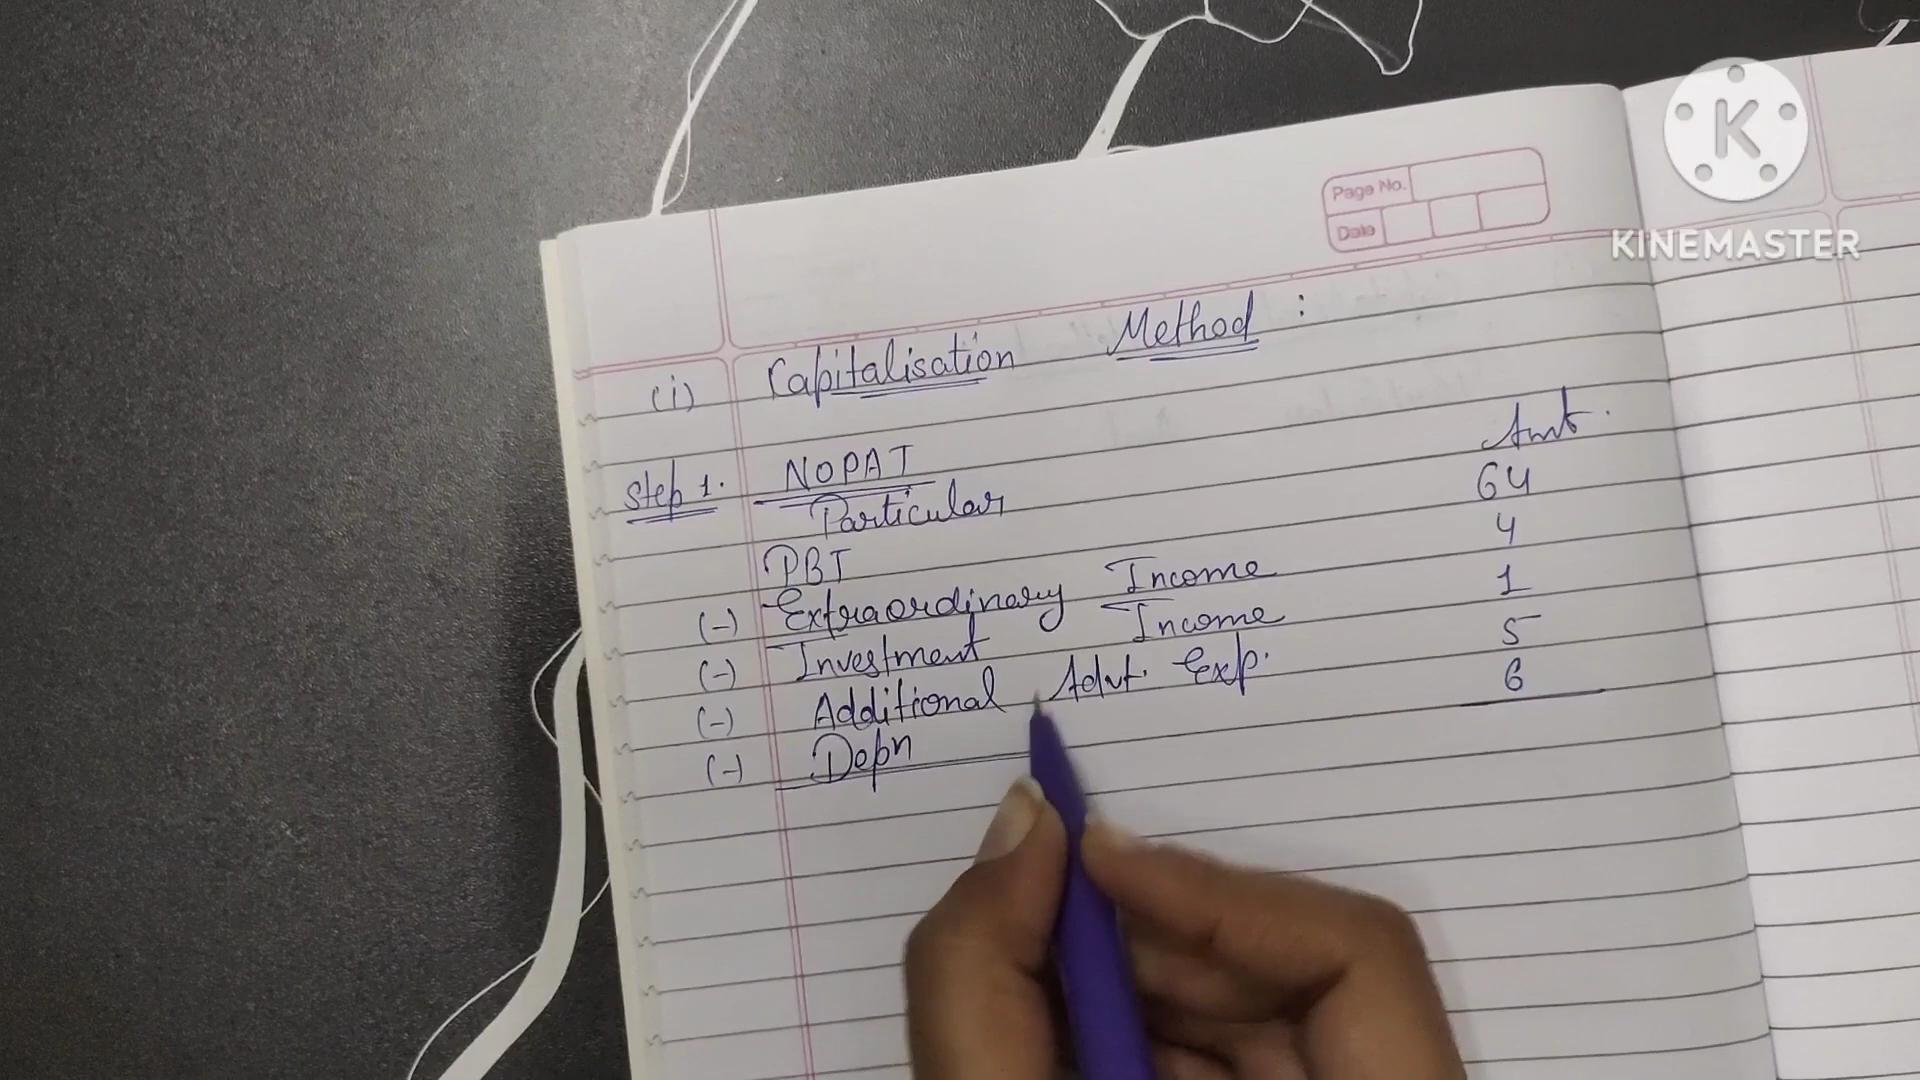 K
KINEMASTER
Page No.
Date
(i) Capitalisation Method :
Amt.
Step 1. NOPAT
Particular
PBT 64
(-) Extraordinary Income 4
(-) Investment Income 1
(-) Additional Advt. Exp. 5
(-) Depn 6